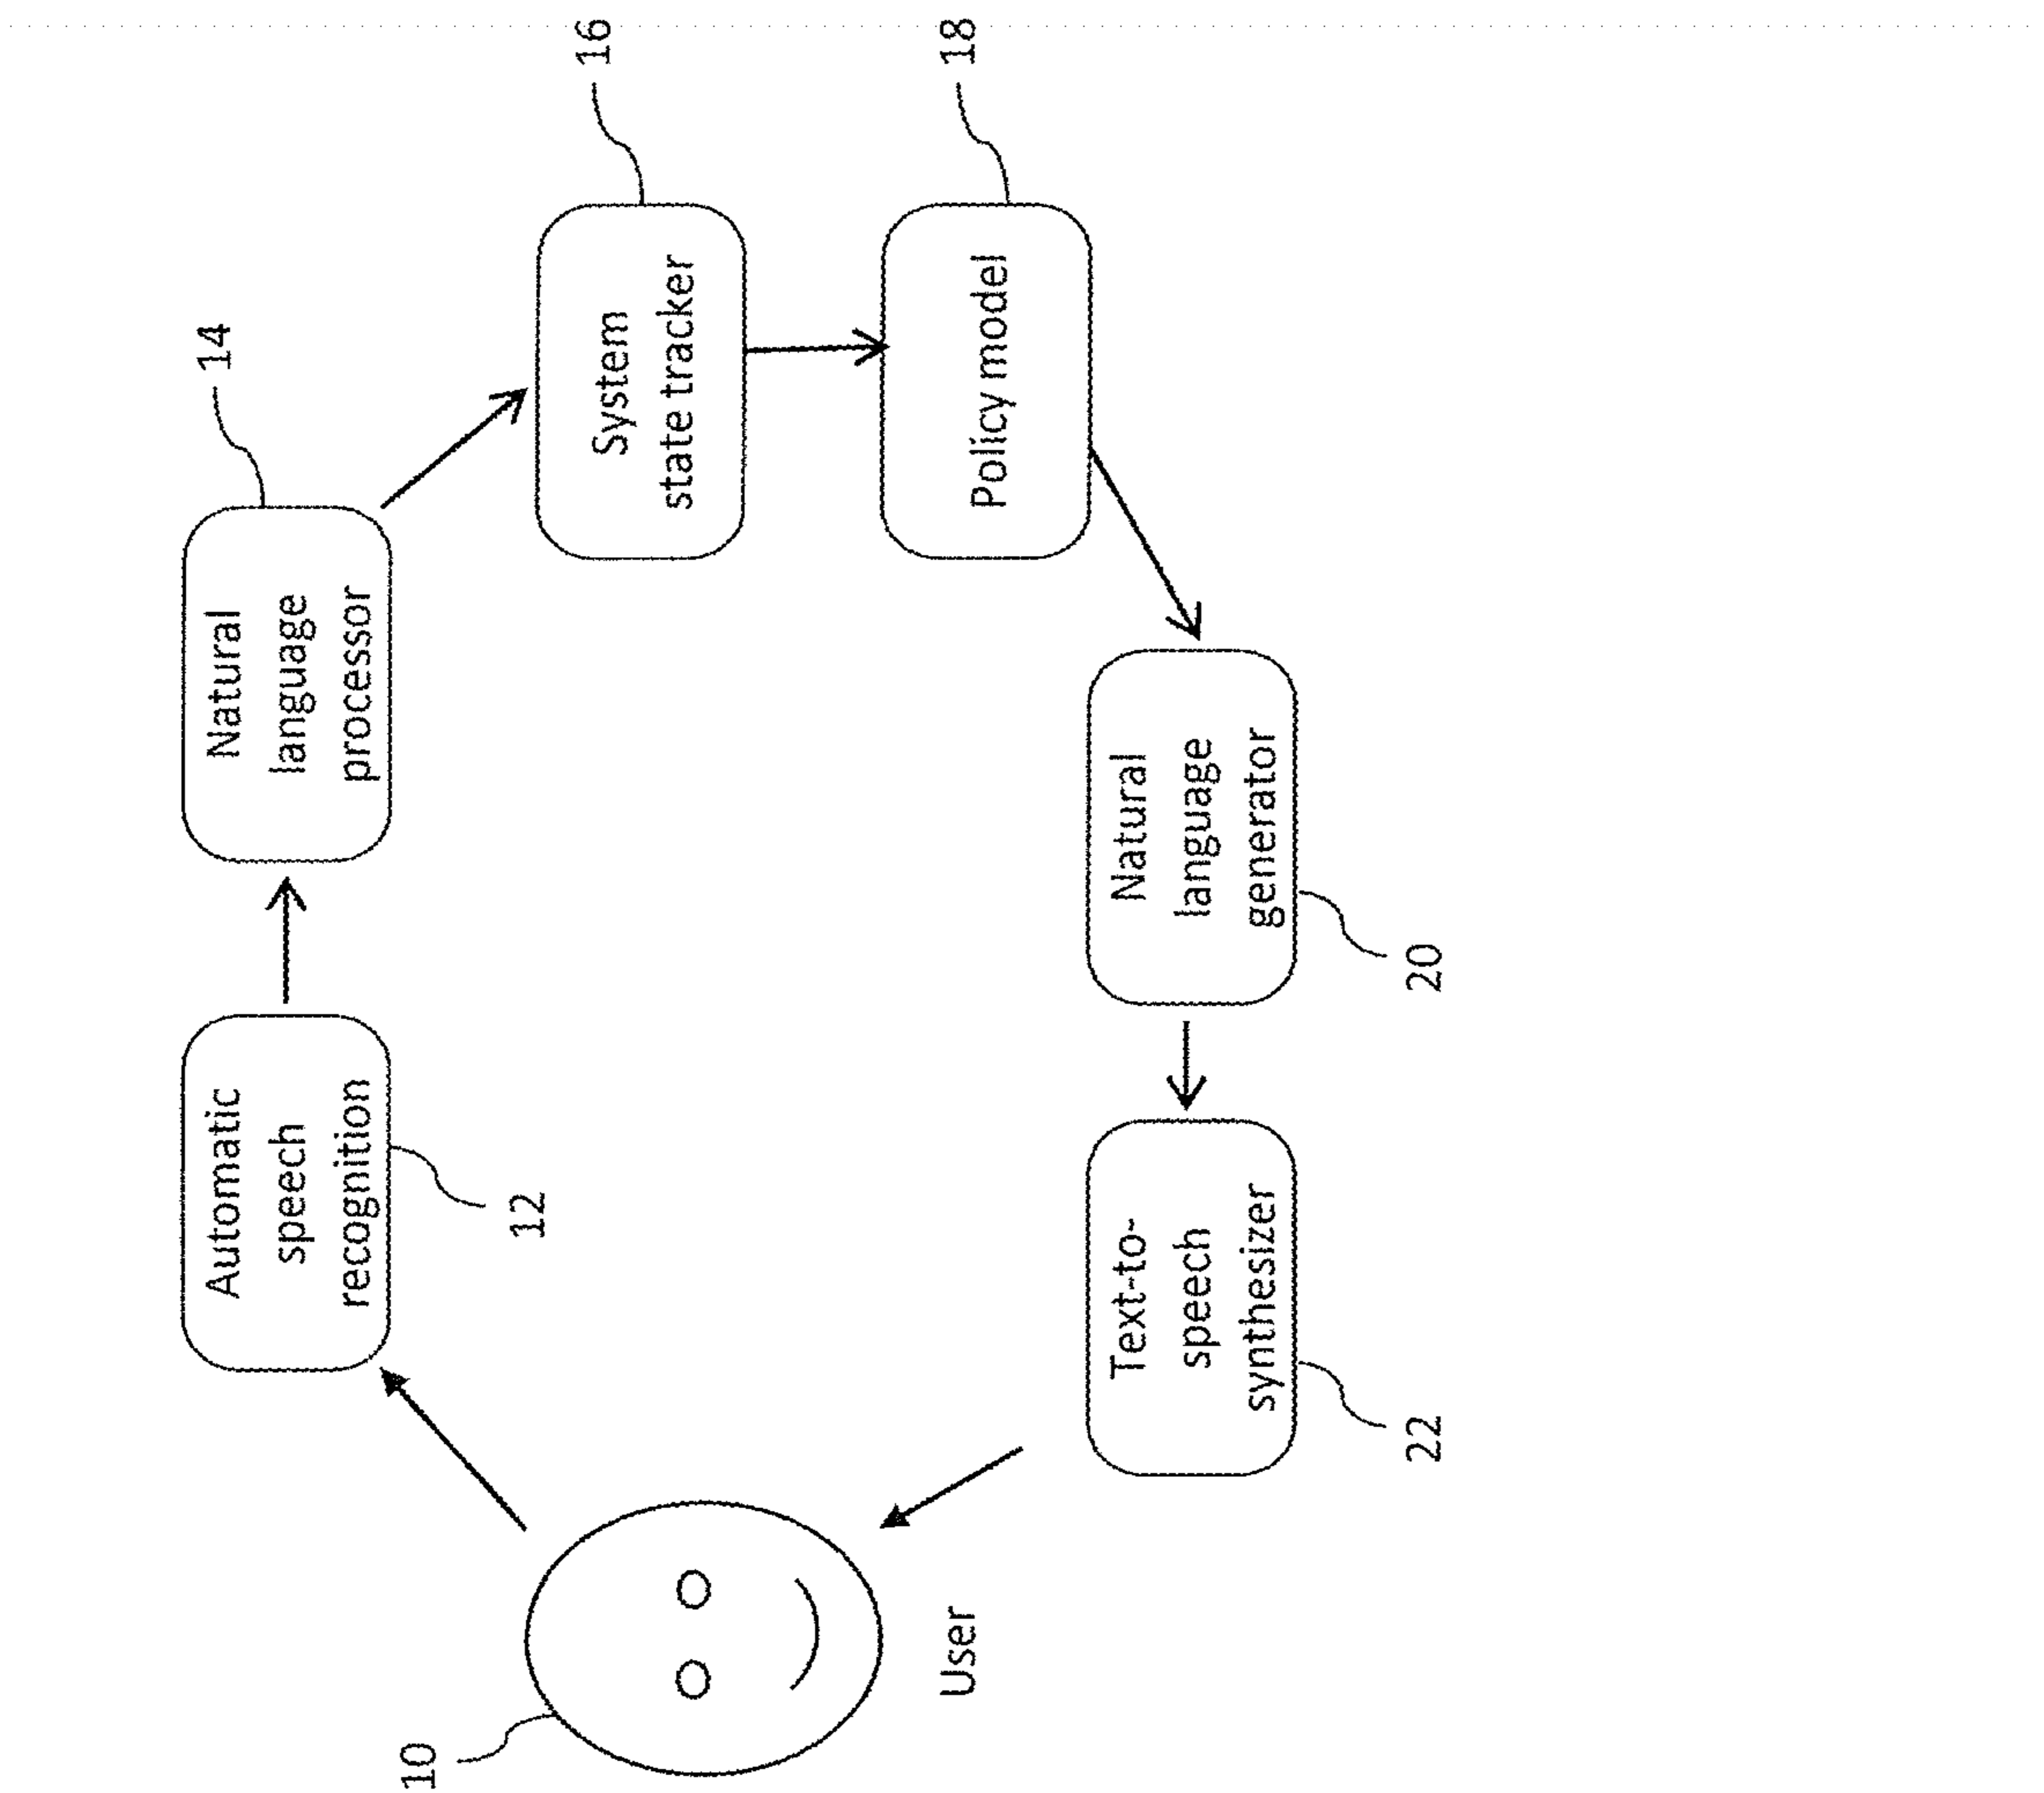 10
User
Automatic
speech
recognition
12
Natural
language
processor
14
System
state tracker
16
Policy model
18
Natural
language
generator
20
Text-to-
speech
synthesizer
22